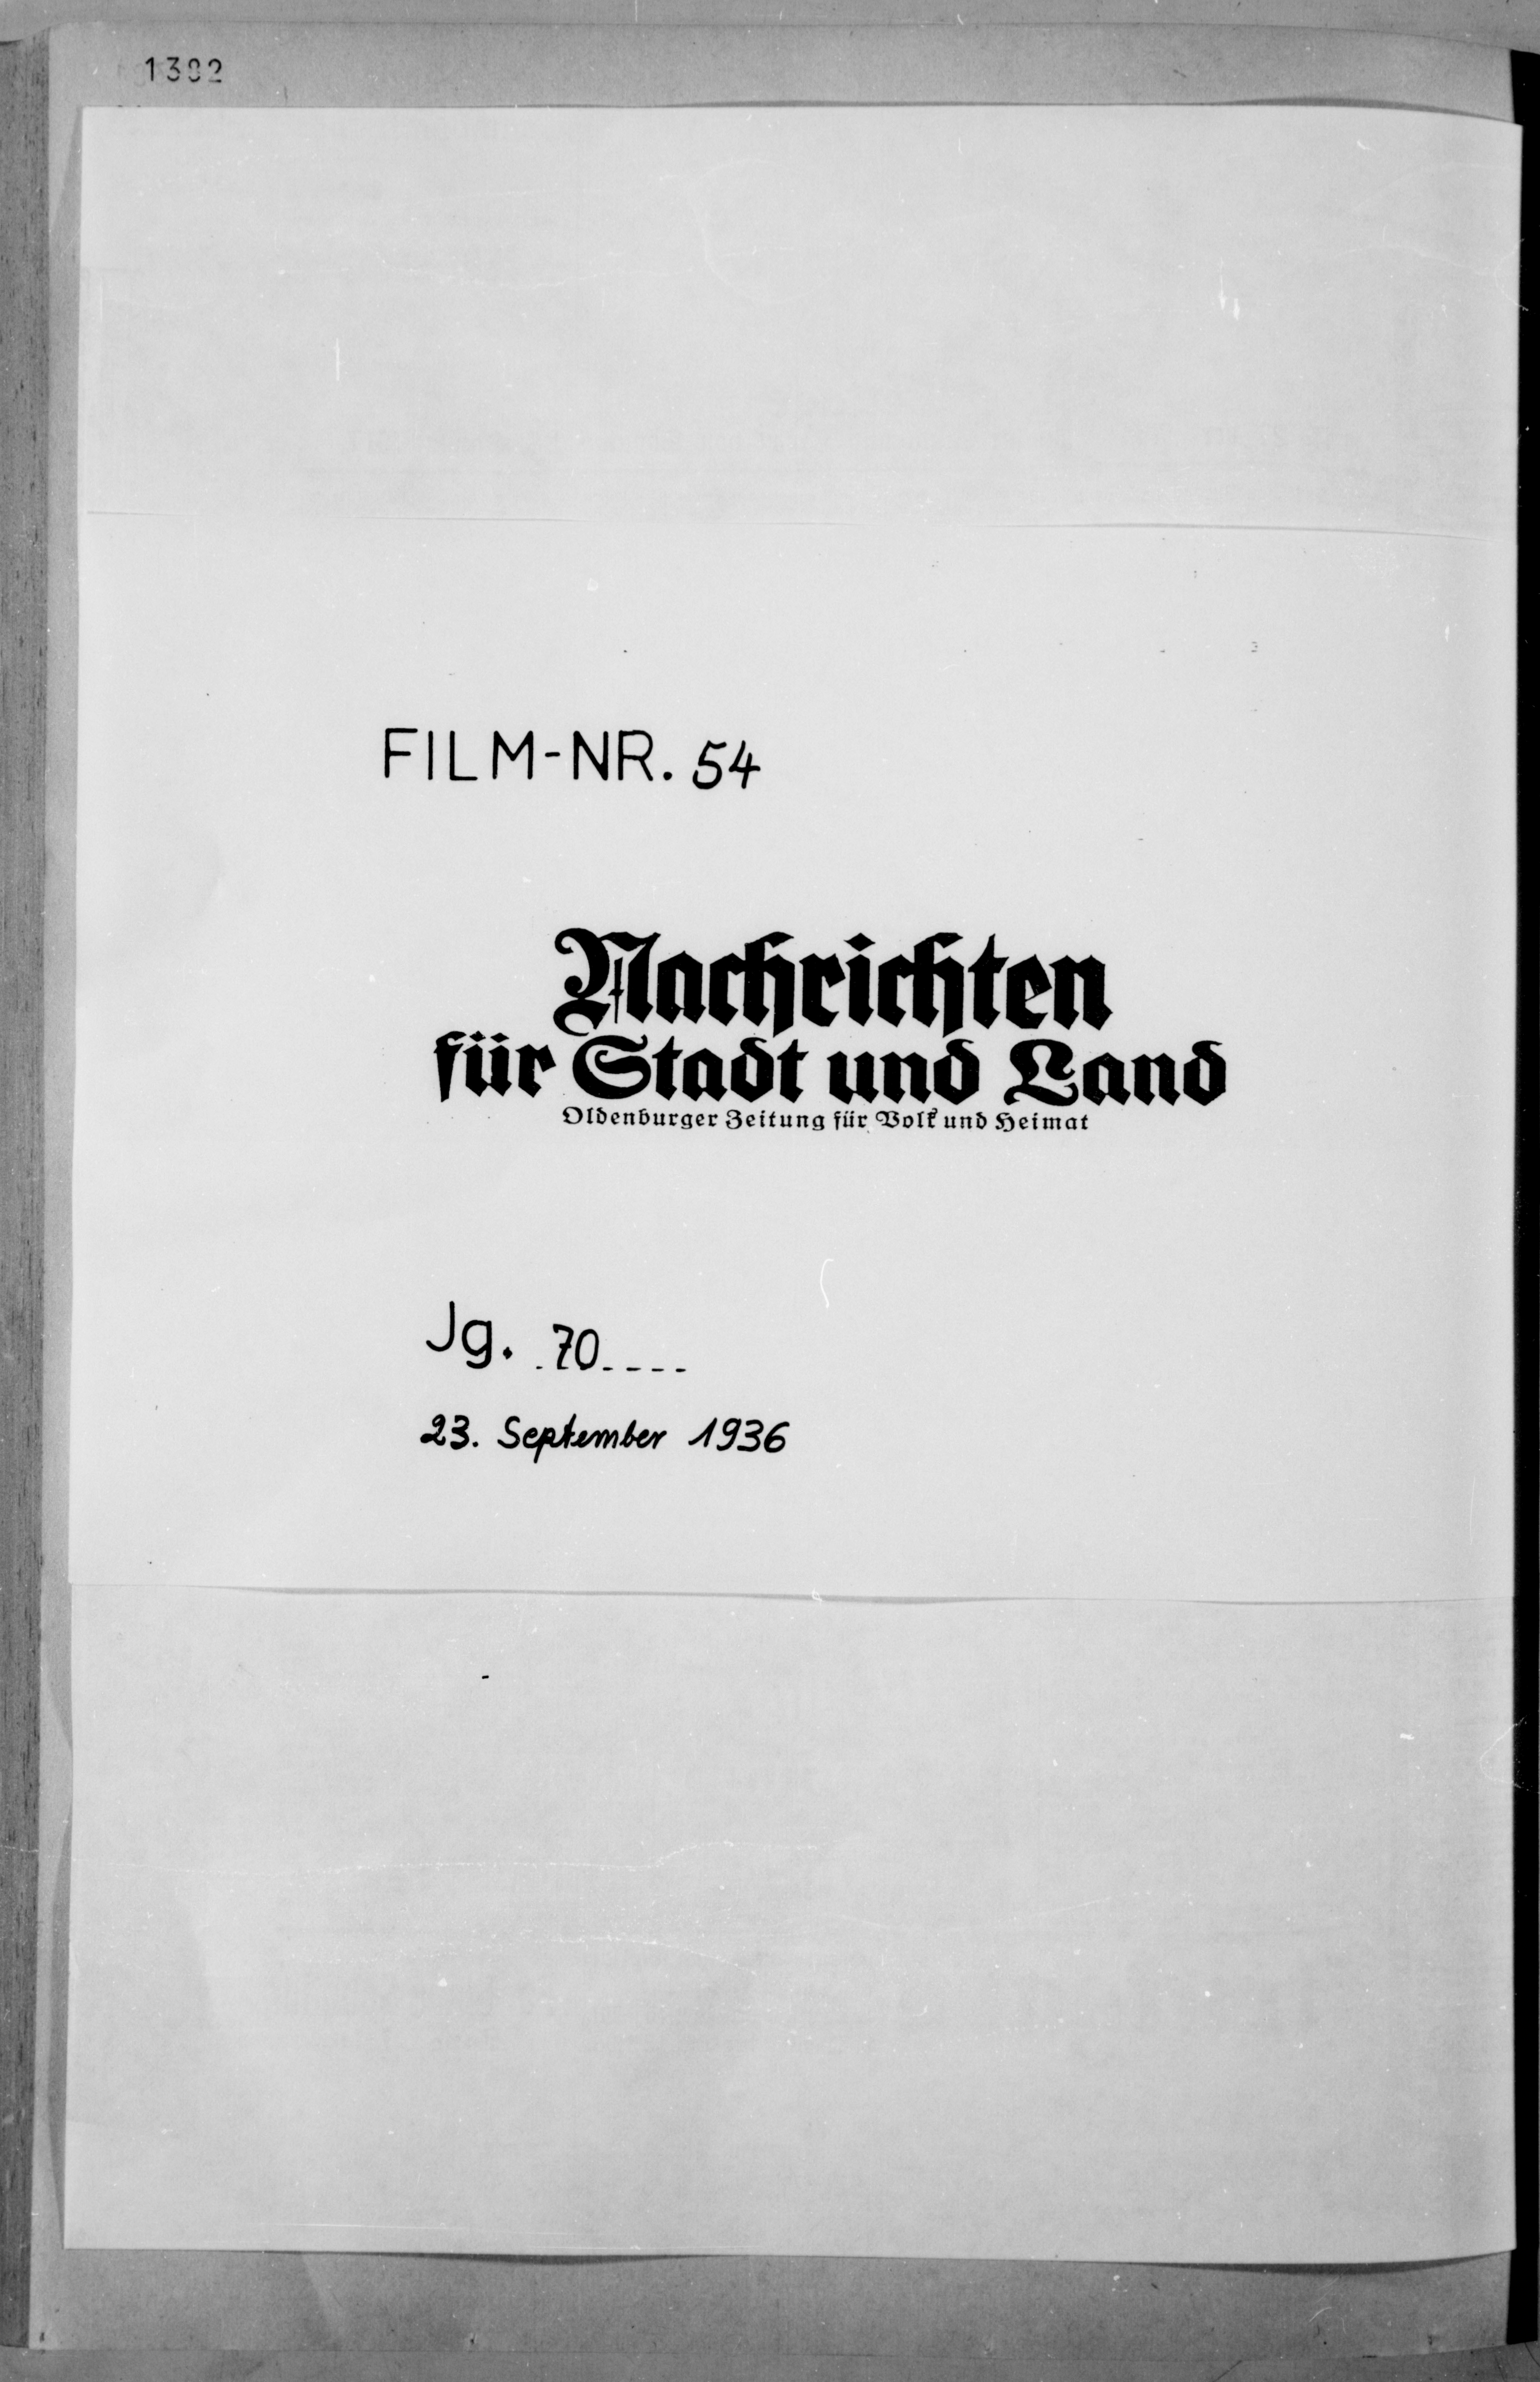 FILM-NR. 54
Nachrichten
für Stadt und Land
Oldenburger Zeitung für Volk und Heimat
Jg. 70
23. September 1936